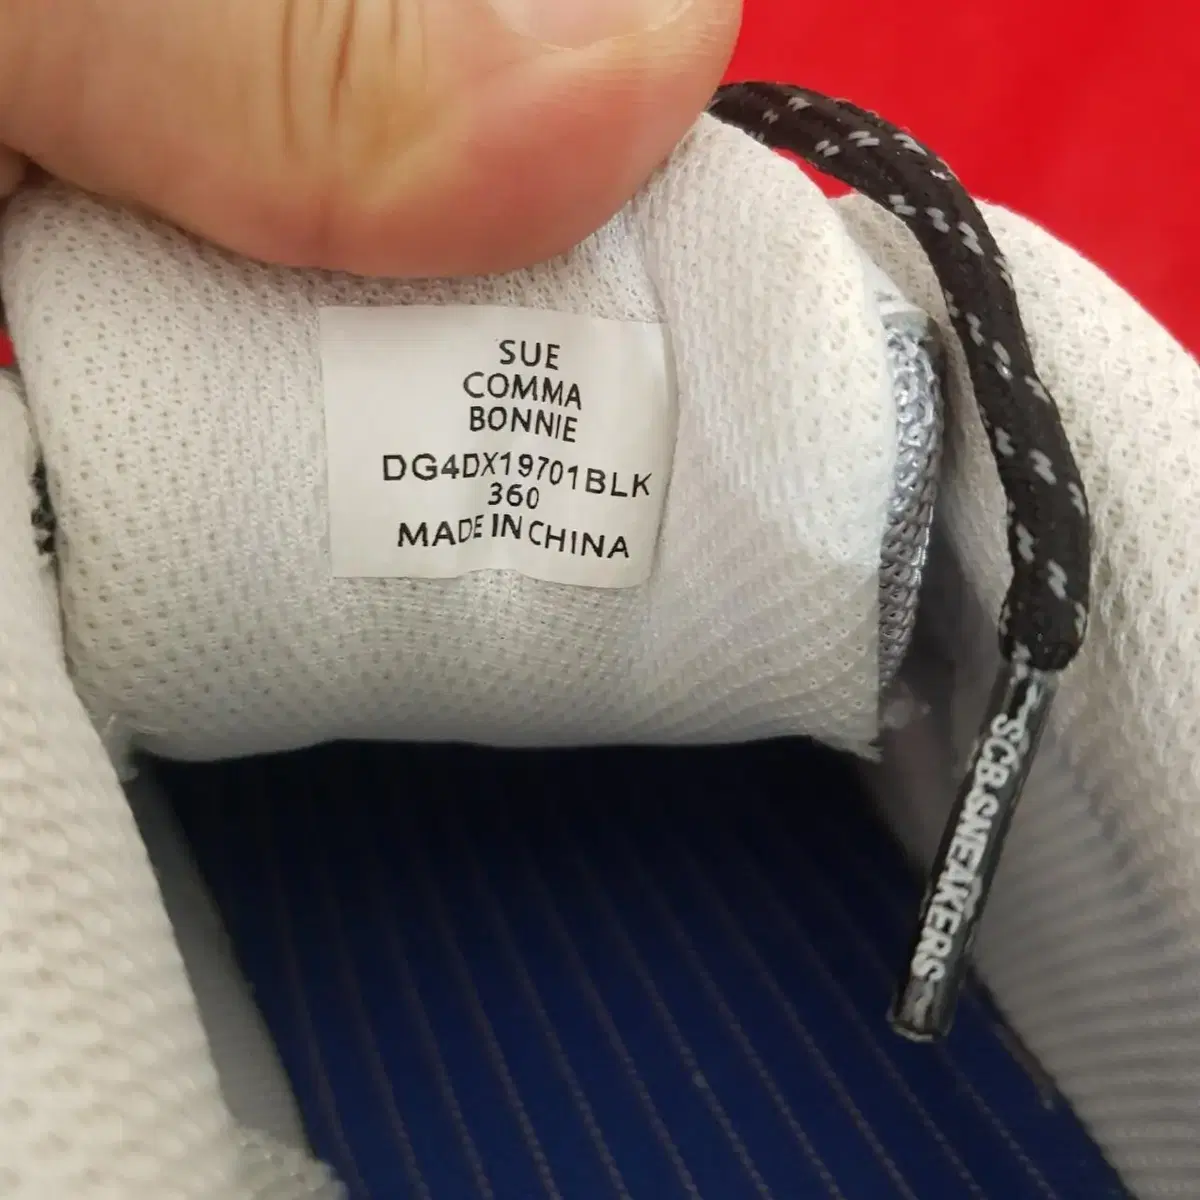 SUE
COMMA
BONNIE
DG4DX19701BLK
360
MADE IN CHINA
SCB.SNEAKERS